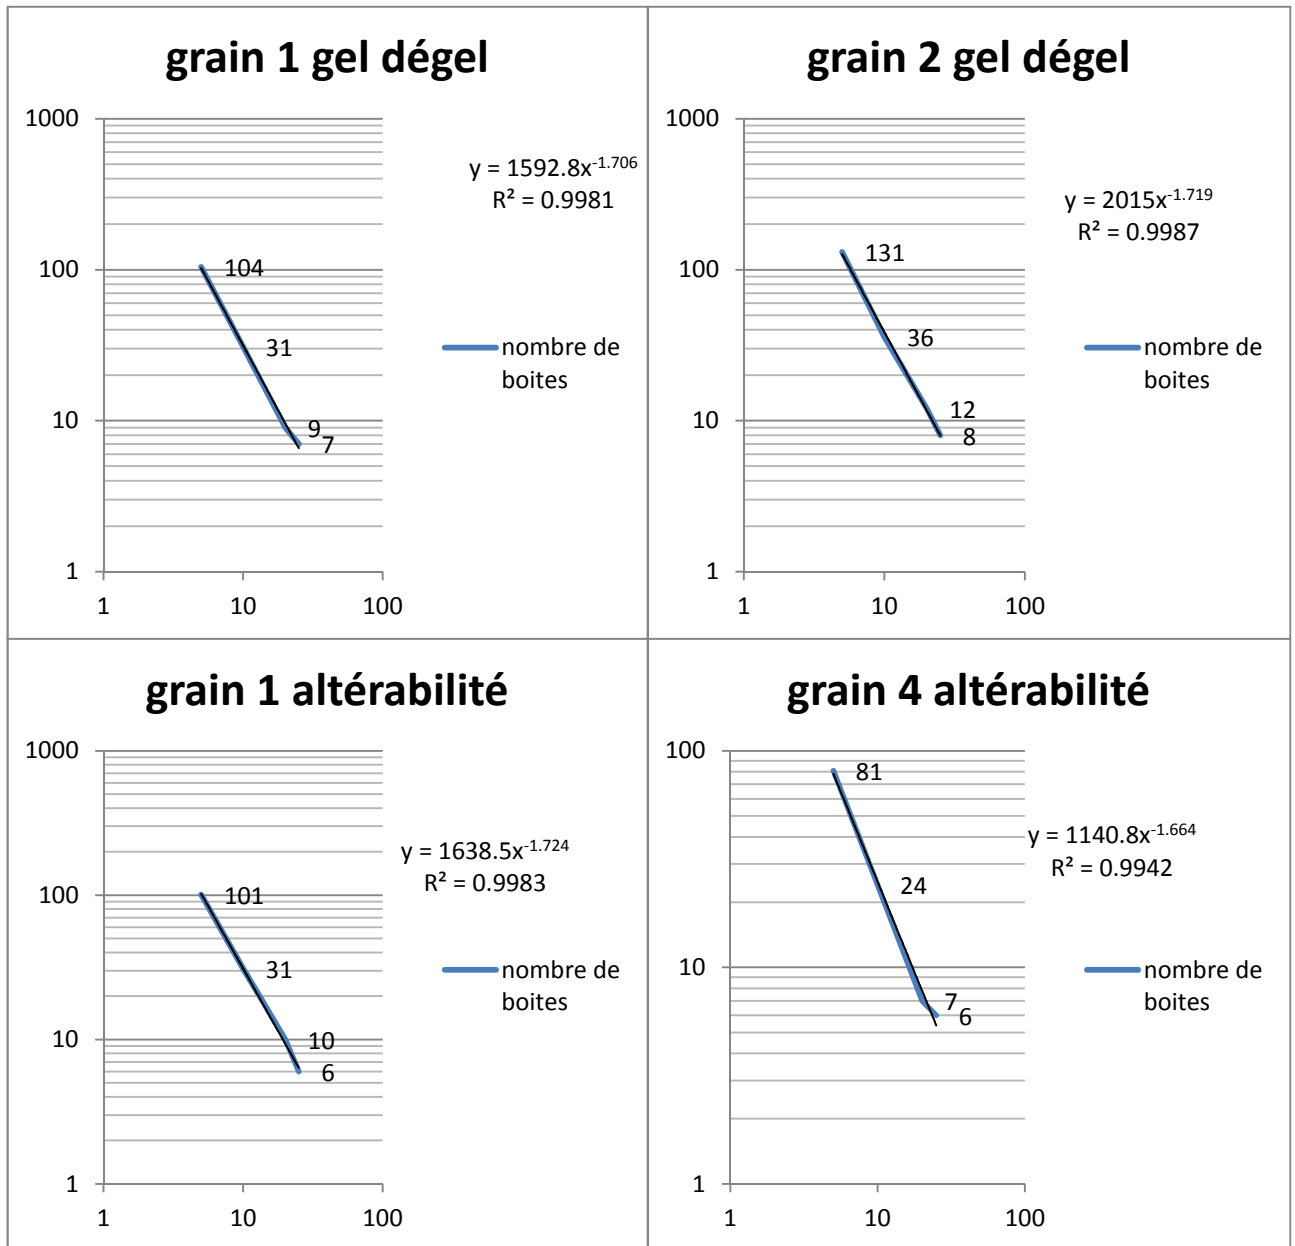 grain 1 gel dégel
1000
100
10
1
1
10
100
104
31
9
7
y = 1592.8x^-1.706
R² = 0.9981
nombre de
boites
grain 2 gel dégel
1000
100
10
1
1
10
100
131
36
12
8
y = 2015x^-1.719
R² = 0.9987
nombre de
boites
grain 1 altérabilité
1000
100
10
1
1
10
100
101
31
10
6
y = 1638.5x^-1.724
R² = 0.9983
nombre de
boites
grain 4 altérabilité
100
10
1
1
10
100
81
24
7
6
y = 1140.8x^-1.664
R² = 0.9942
nombre de
boites